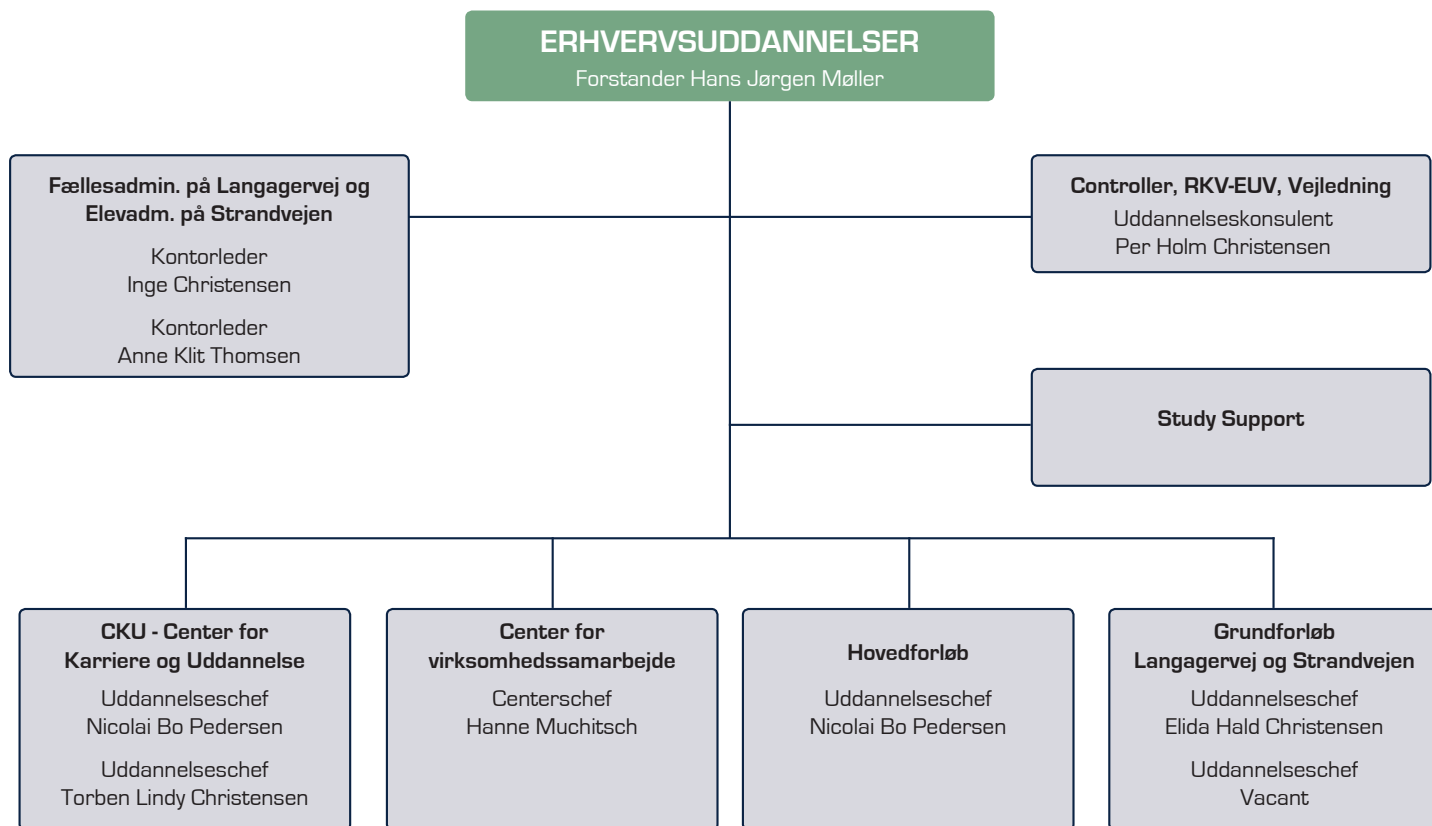 ERHVERVSUDDANNELSER
Forstander Hans Jørgen Møller
Fællesadmin. på Langagervej og
Elevadm. på Strandvejen
Kontorleder
Inge Christensen
Kontorleder
Anne Klit Thomsen
Controller, RKV-EUV, Vejledning
Uddannelseskonsulent
Per Holm Christensen
Study Support
CKU - Center for
Karriere og Uddannelse
Uddannelseschef
Nicolai Bo Pedersen
Uddannelseschef
Torben Lindy Christensen
Center for
virksomhedssamarbejde
Centerschef
Hanne Muchitsch
Hovedforløb
Uddannelseschef
Nicolai Bo Pedersen
Grundforløb
Langagervej og Strandvejen
Uddannelseschef
Elida Hald Christensen
Uddannelseschef
Vacant